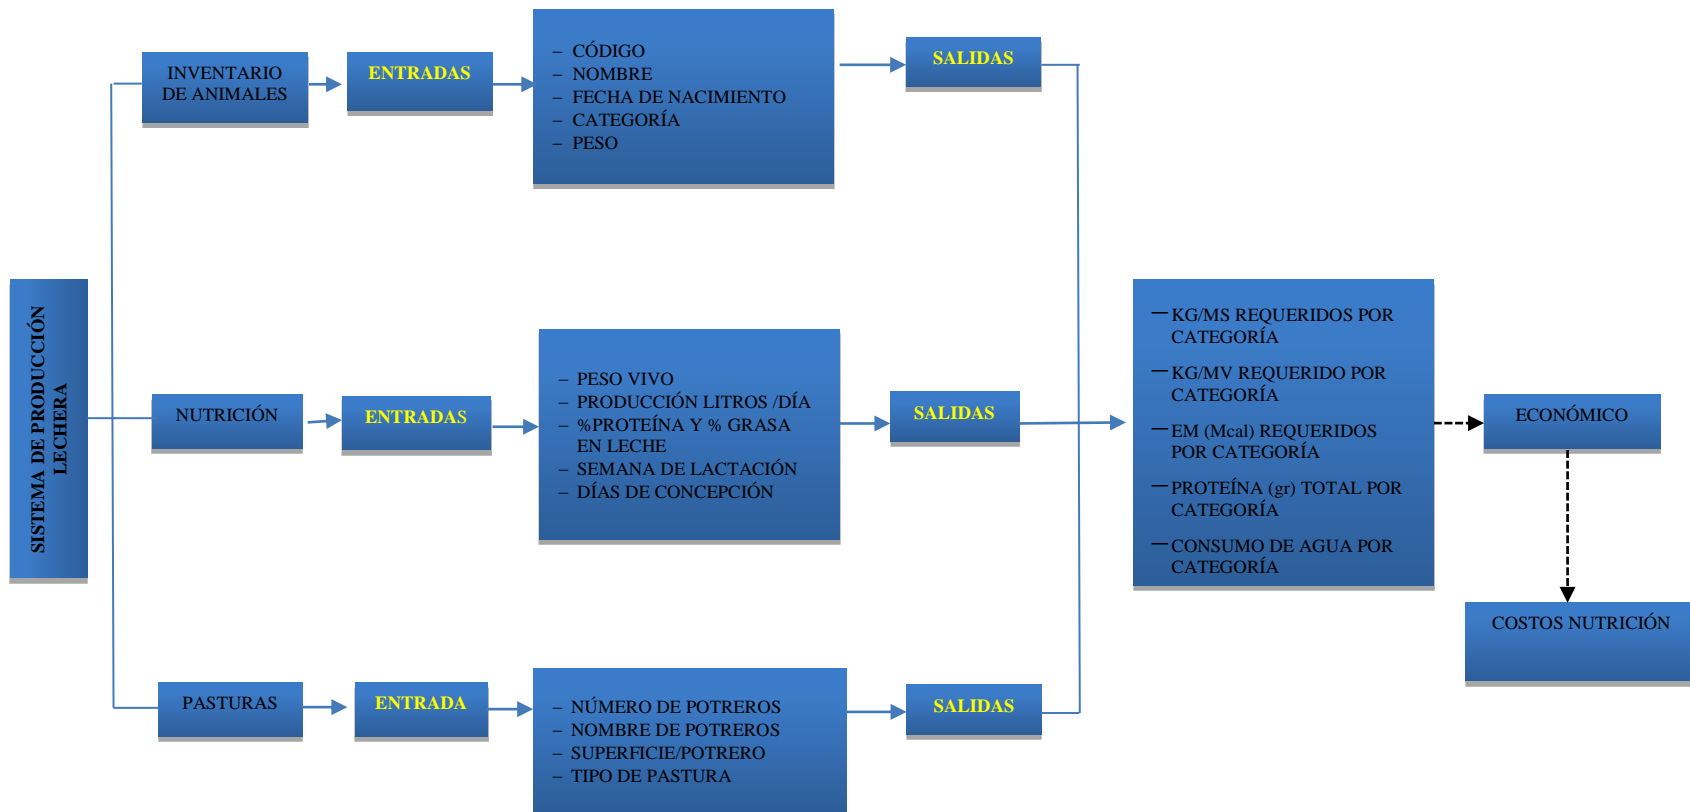 SISTEMA DE PRODUCCIÓN
LECHERA
INVENTARIO
DE ANIMALES
ENTRADAS
– CÓDIGO
– NOMBRE
– FECHA DE NACIMIENTO
– CATEGORÍA
– PESO
SALIDAS
NUTRICIÓN
ENTRADAS
– PESO VIVO
– PRODUCCIÓN LITROS /DÍA
– %PROTEÍNA Y % GRASA
EN LECHE
– SEMANA DE LACTACIÓN
– DÍAS DE CONCEPCIÓN
SALIDAS
PASTURAS
ENTRADA
– NÚMERO DE POTREROS
– NOMBRE DE POTREROS
– SUPERFICIE/POTRERO
– TIPO DE PASTURA
SALIDAS
— KG/MS REQUERIDOS POR
CATEGORÍA
— KG/MV REQUERIDO POR
CATEGORÍA
— EM (Mcal) REQUERIDOS
POR CATEGORÍA
— PROTEÍNA (gr) TOTAL POR
CATEGORÍA
— CONSUMO DE AGUA POR
CATEGORÍA
ECONÓMICO
COSTOS NUTRICIÓN